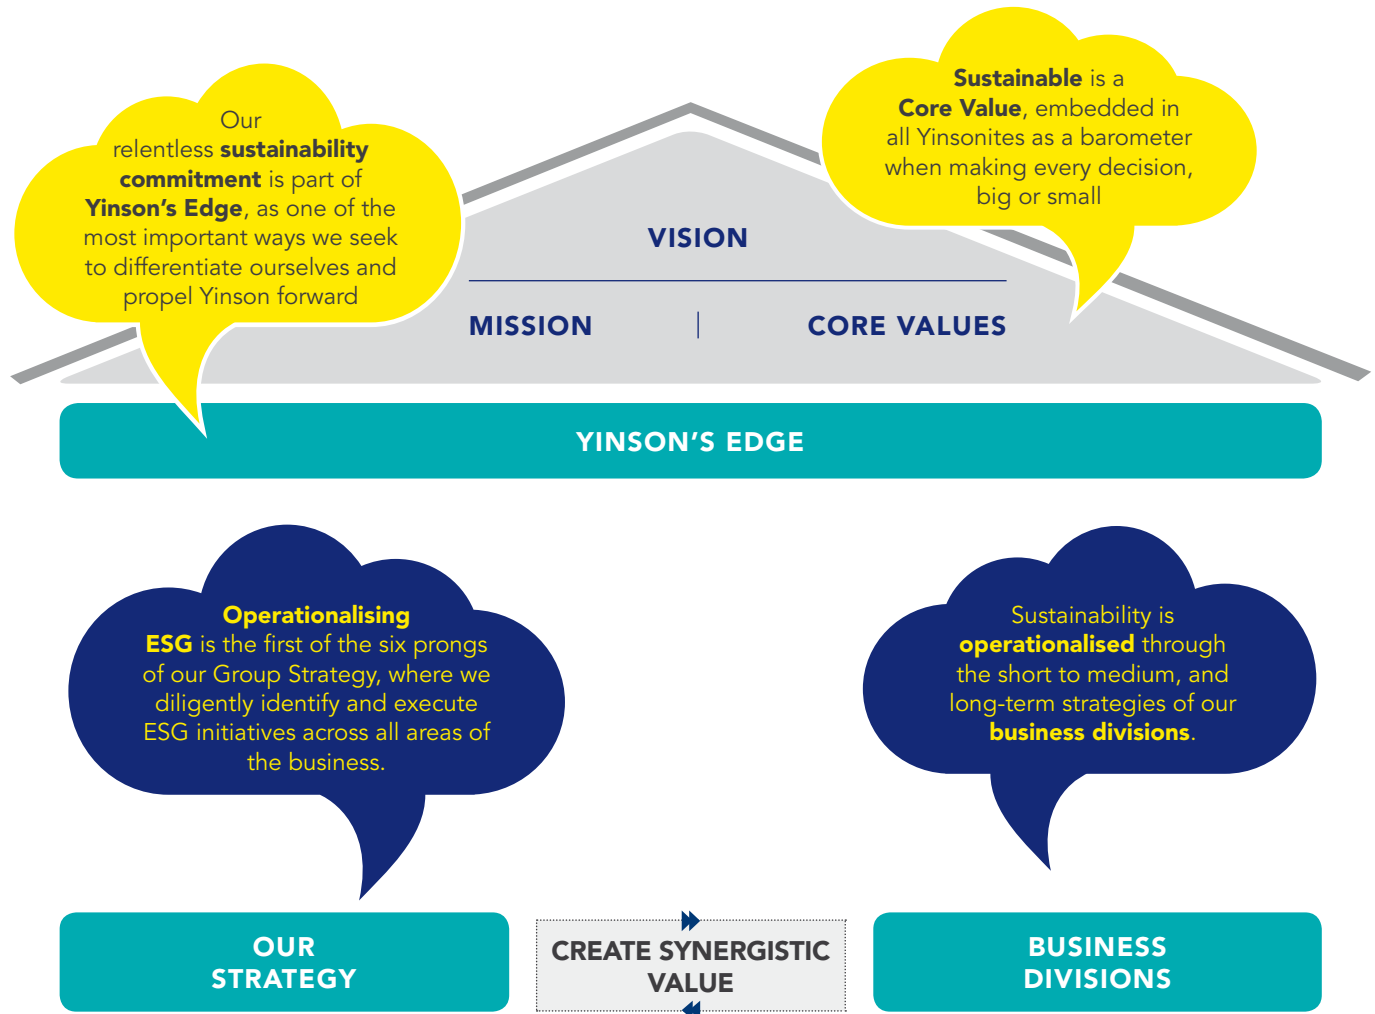 Our
relentless sustainability
commitment is part of
Yinson’s Edge, as one of the
most important ways we seek
to differentiate ourselves and
propel Yinson forward
Sustainable is a
Core Value, embedded in
all Yinsonites as a barometer
when making every decision,
big or small
VISION
MISSION
CORE VALUES
YINSON’S EDGE
Operationalising
ESG is the first of the six prongs
of our Group Strategy, where we
diligently identify and execute
ESG initiatives across all areas of
the business.
Sustainability is
operationalised through
the short to medium, and
long-term strategies of our
business divisions.
OUR
STRATEGY
CREATE SYNERGISTIC
VALUE
BUSINESS
DIVISIONS